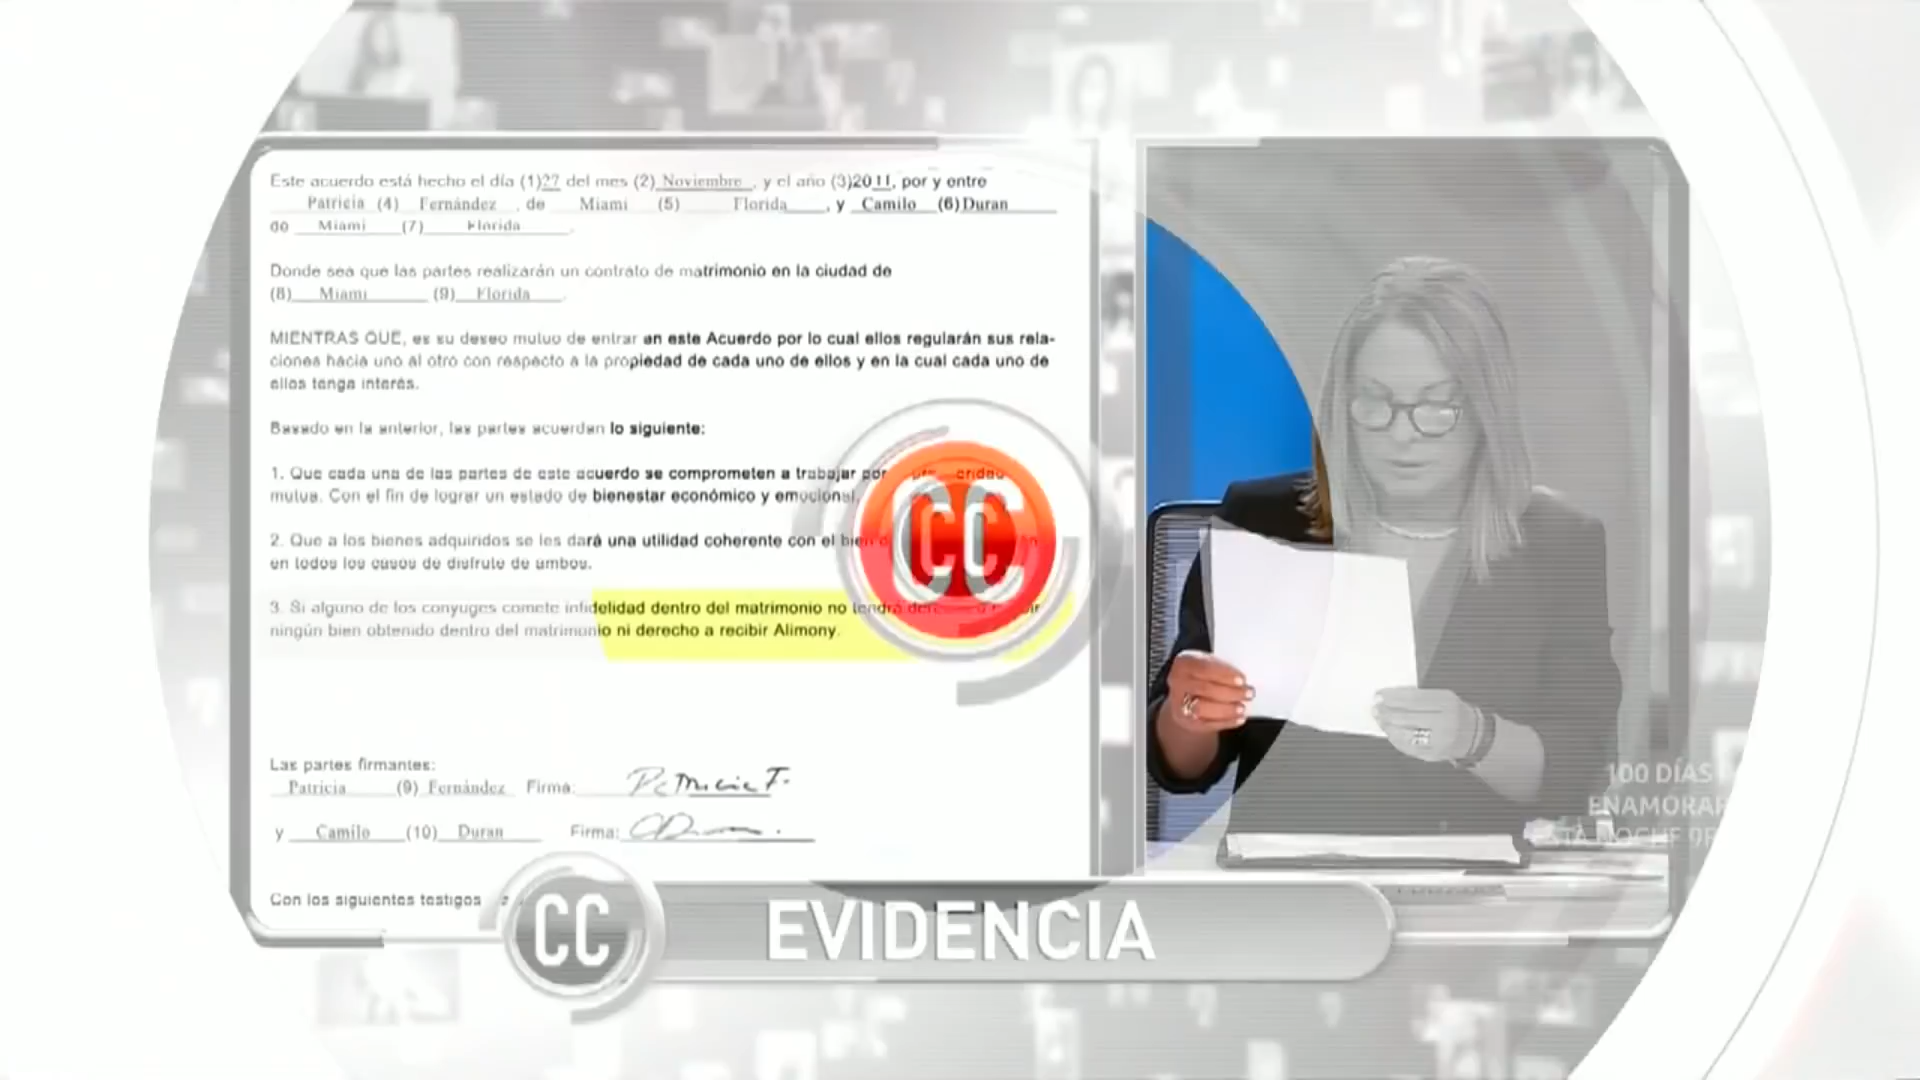 Este acuerdo está hecho el día (1)27 del mes (2) Noviembre , y el año (3)2011, por y entre
Patricia (4) Fernández , de Miami (5) Florida , y Camilo (6)Duran
de Miami (7) Florida .
Donde sea que las partes realizarán un contrato de matrimonio en la ciudad de
(8) Miami (9) Florida .
MIENTRAS QUE, es su deseo mutuo de entrar en este Acuerdo por lo cual ellos regularán sus rela-
ciones hacia uno al otro con respecto a la propiedad de cada uno de ellos y en la cual cada uno de
ellos tenga interés.
Basado en la anterior, las partes acuerdan lo siguiente:
1. Que cada una de las partes de este acuerdo se comprometen a trabajar por
mutua. Con el fin de lograr un estado de bienestar económico y emocional.
2. Que a los bienes adquiridos se les dará una utilidad coherente con el bien
en todos los casos de disfrute de ambos.
3. Si alguno de los conyuges comete infidelidad dentro del matrimonio no tendrá
ningún bien obtenido dentro del matrimonio ni derecho a recibir Alimony.
Las partes firmantes:
Patricia (9) Fernández Firma: Patricia F.
y Camilo (10) Duran Firma:
Con los siguientes testigos
CC
CC EVIDENCIA
100 DÍAS
ENAMORAR
ESTA NOCHE 9P